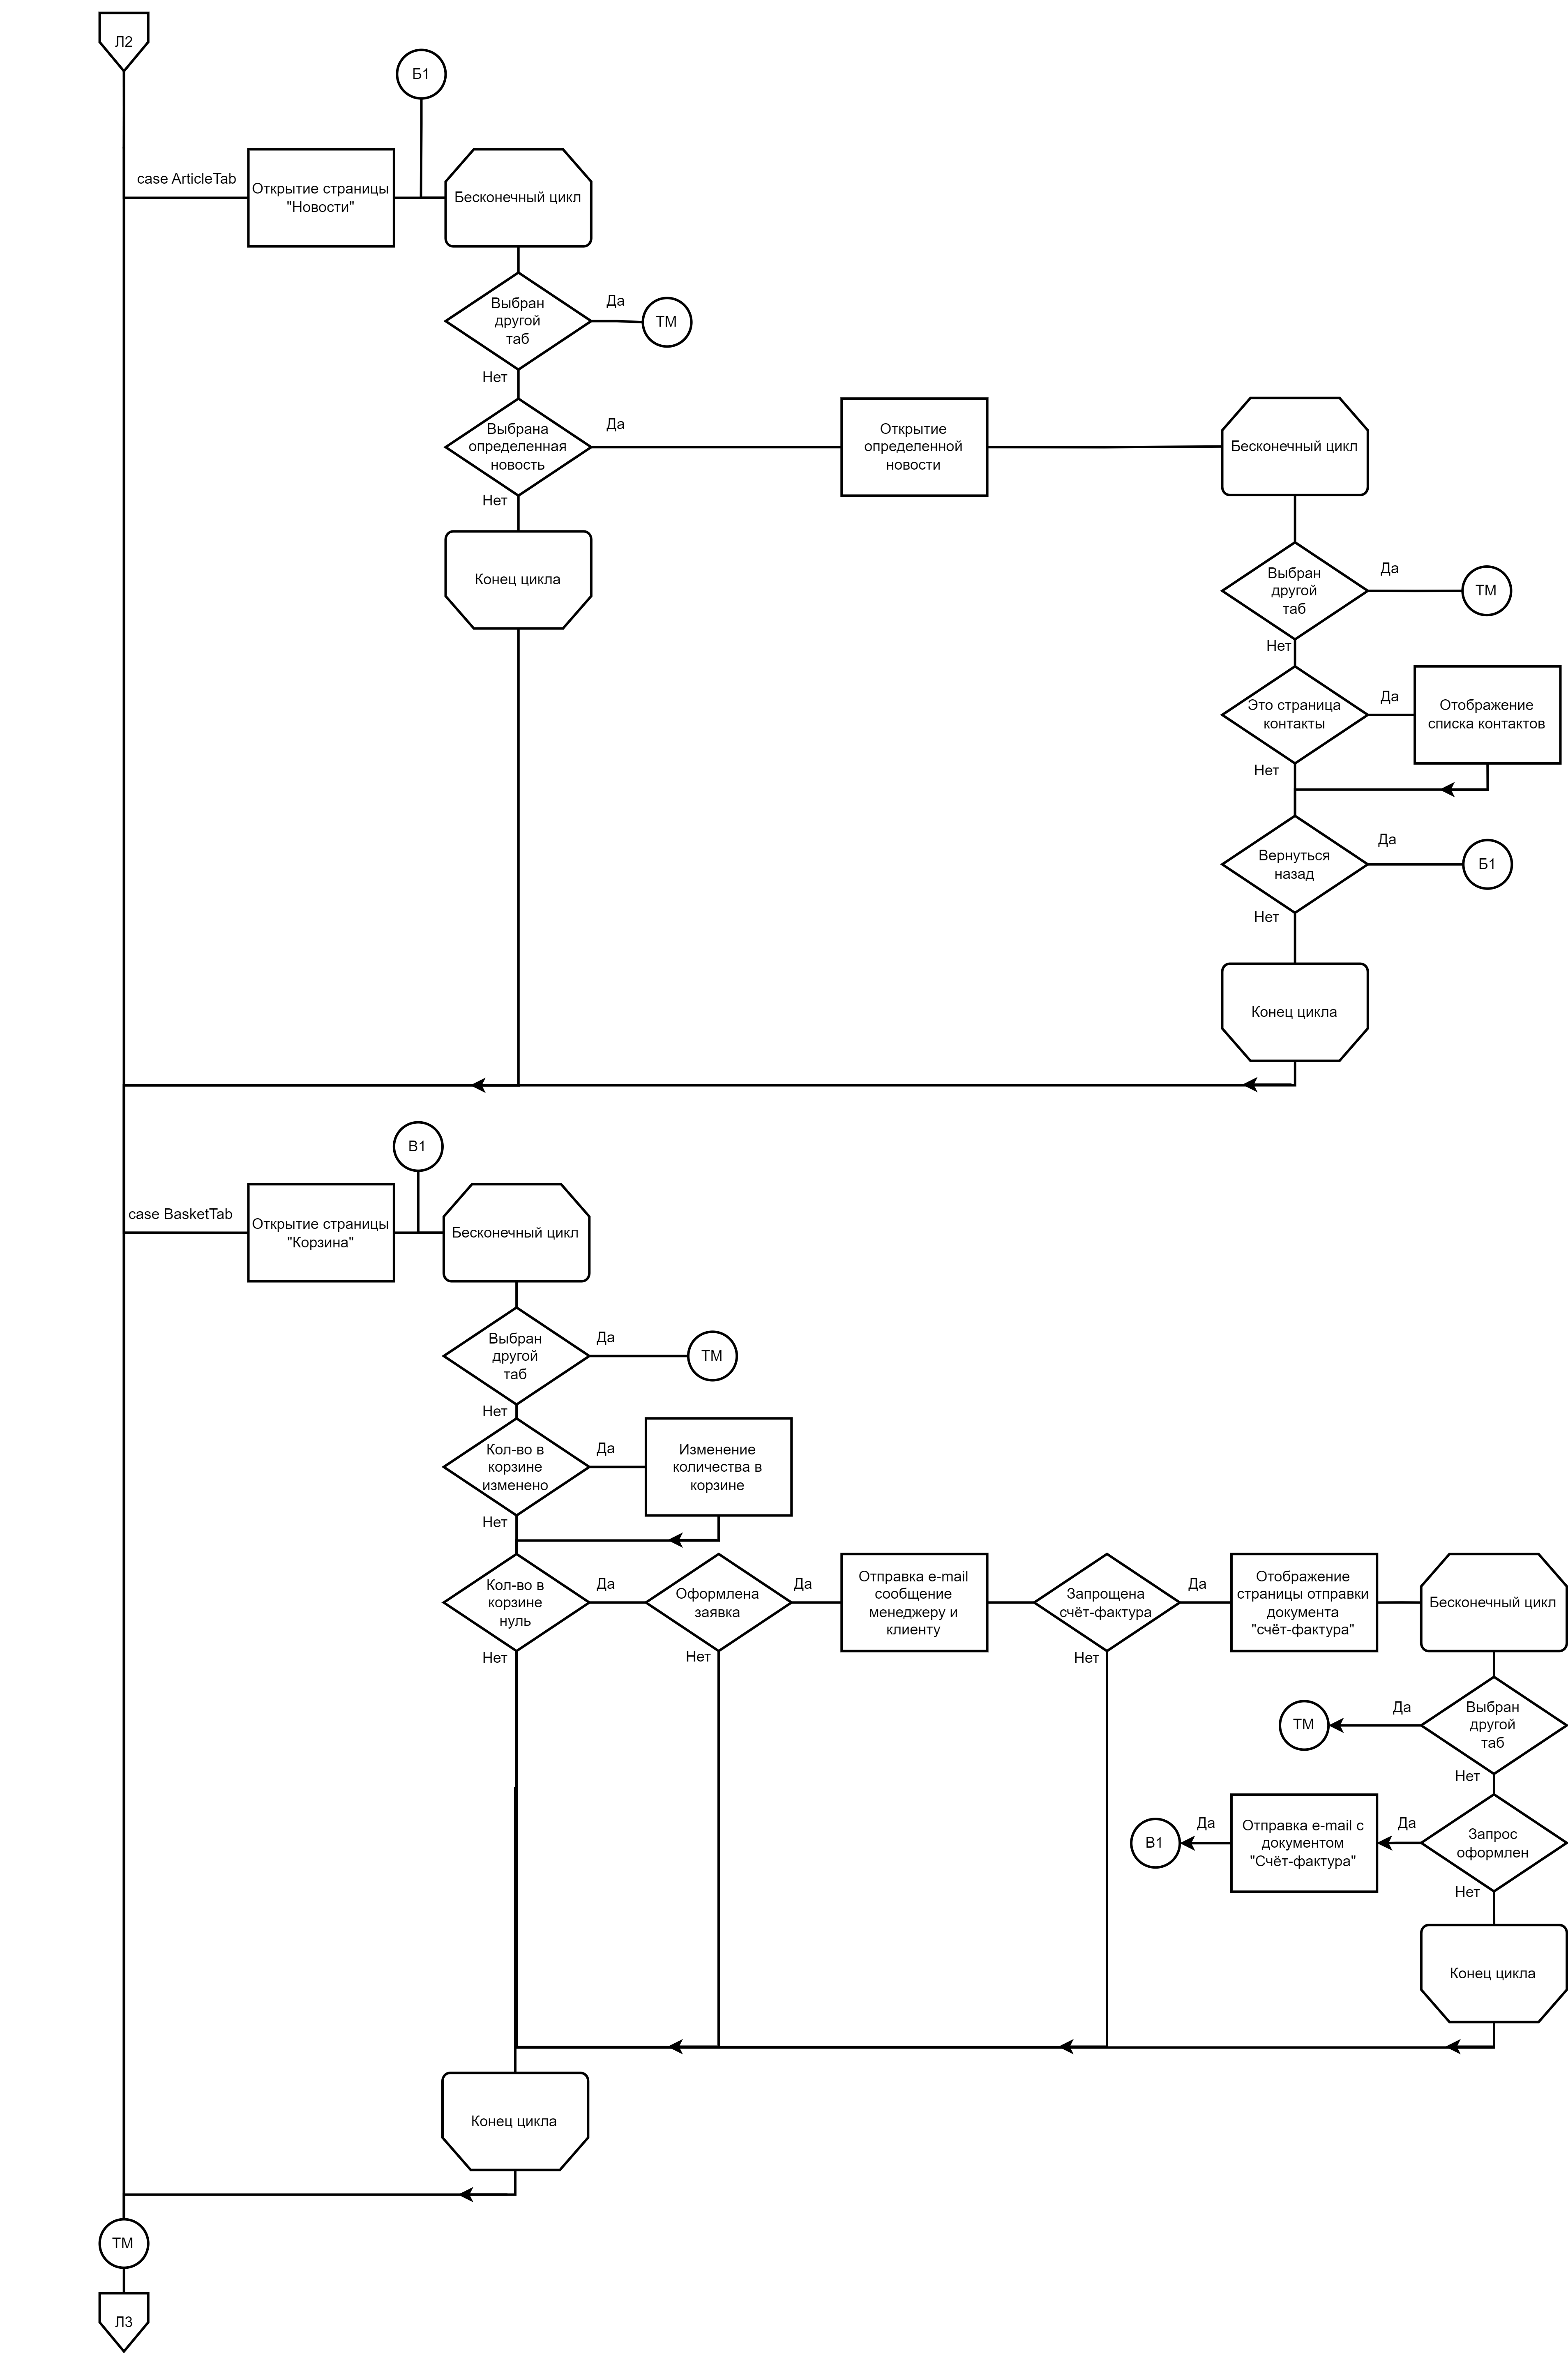 Л2
Б1
case ArticleTab
Открытие страницы
"Новости"
Бесконечный цикл
Выбран
другой
таб
Да
ТМ
Нет
Выбрана
определенная
новость
Да
Открытие
определенной
новости
Бесконечный цикл
Нет
Конец цикла
Выбран
другой
таб
Да
ТМ
Нет
Это страница
контакты
Да
Отображение
списка контактов
Нет
Вернуться
назад
Да
Б1
Нет
Конец цикла
В1
case BasketTab
Открытие страницы
"Корзина"
Бесконечный цикл
Выбран
другой
таб
Да
ТМ
Нет
Кол-во в
корзине
изменено
Да
Изменение
количества в
корзине
Нет
Кол-во в
корзине
нуль
Да
Оформлена
заявка
Да
Отправка e-mail
сообщение
менеджеру и
клиенту
Запрощена
счёт-фактура
Да
Отображение
страницы отправки
документа
"счёт-фактура"
Бесконечный цикл
Нет
Нет
Нет
Выбран
другой
таб
Да
ТМ
Нет
Запрос
оформлен
Да
Отправка e-mail с
документом
"Счёт-фактура"
Да
В1
Нет
Конец цикла
Конец цикла
ТМ
Л3